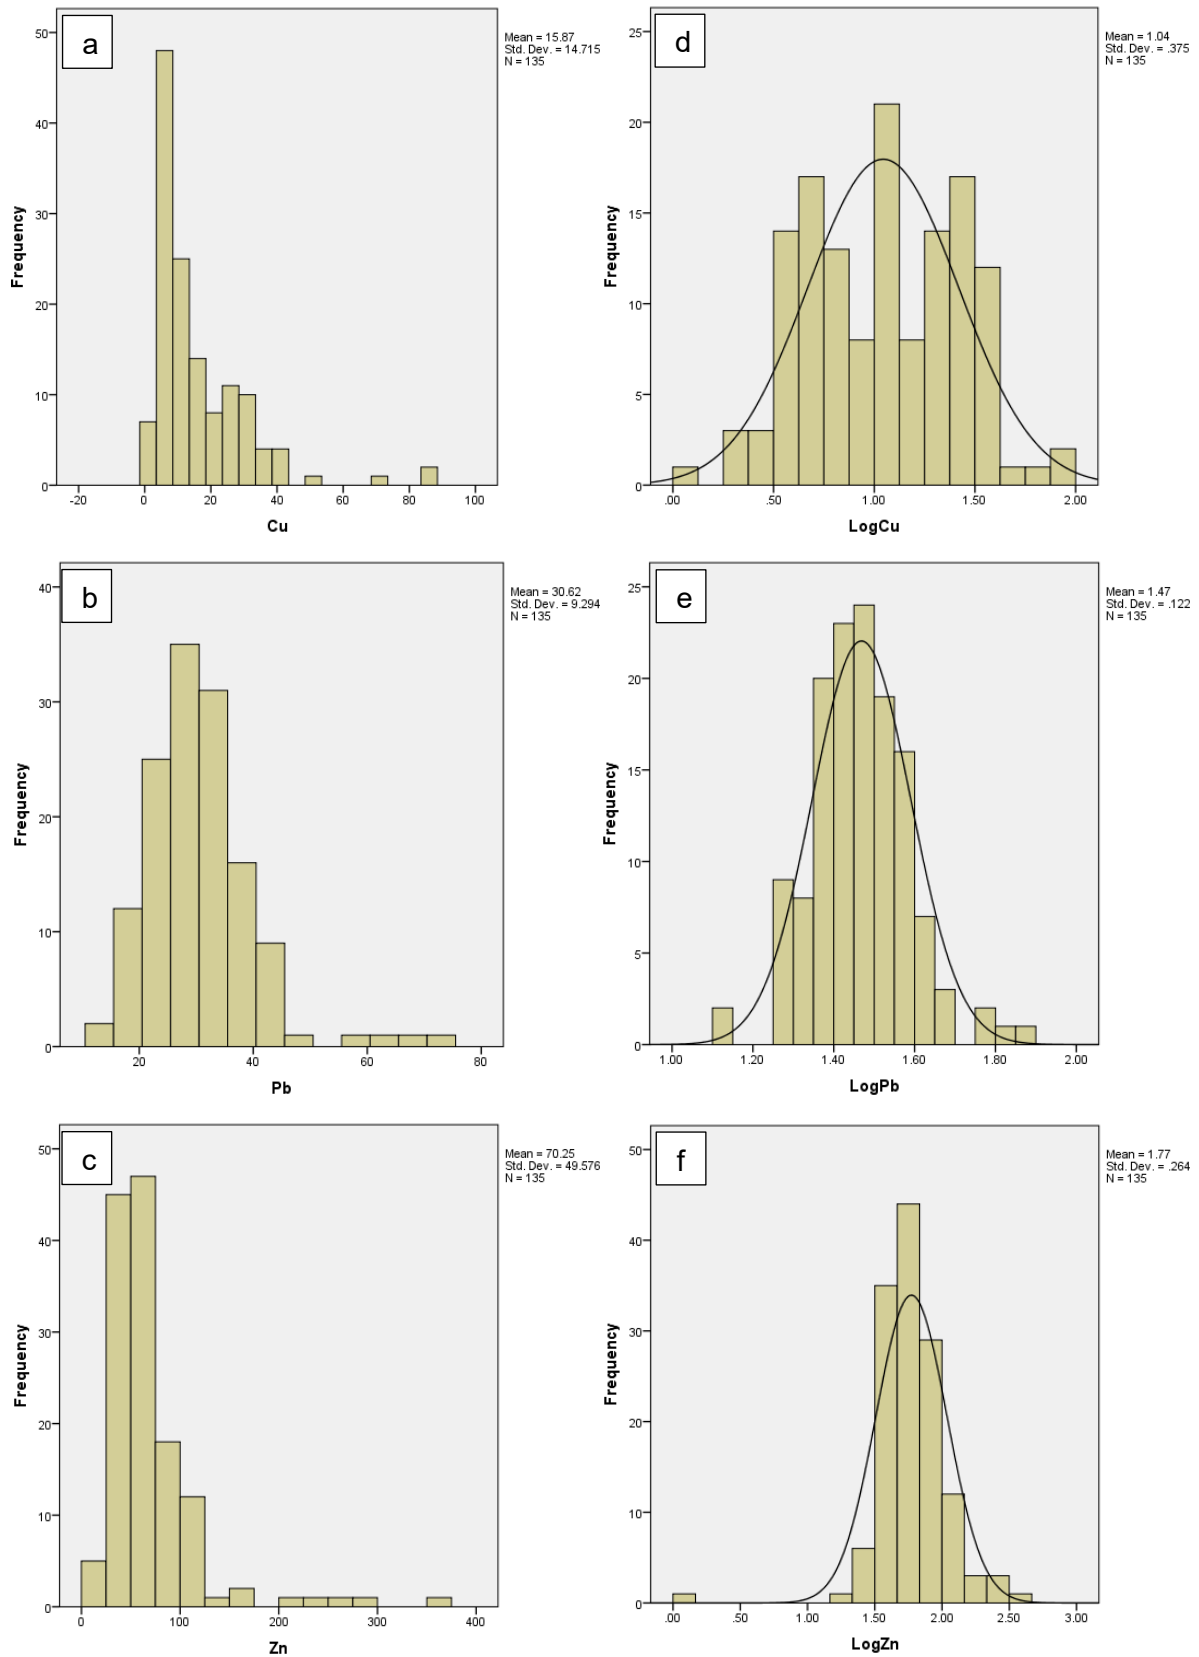 a
Mean = 15.87
Std. Dev. = 14.715
N = 135
50
40
30
20
10
0
Frequency
-20 0 20 40 60 80 100
Cu
d
Mean = 1.04
Std. Dev. = .375
N = 135
25
20
15
10
5
0
Frequency
.00 .50 1.00 1.50 2.00
LogCu
b
Mean = 30.62
Std. Dev. = 9.294
N = 135
40
30
20
10
0
Frequency
20 40 60 80
Pb
e
Mean = 1.47
Std. Dev. = .122
N = 135
25
20
15
10
5
0
Frequency
1.00 1.20 1.40 1.60 1.80 2.00
LogPb
c
Mean = 70.25
Std. Dev. = 49.576
N = 135
50
40
30
20
10
0
Frequency
0 100 200 300 400
Zn
f
Mean = 1.77
Std. Dev. = .264
N = 135
50
40
30
20
10
0
Frequency
.00 .50 1.00 1.50 2.00 2.50 3.00
LogZn